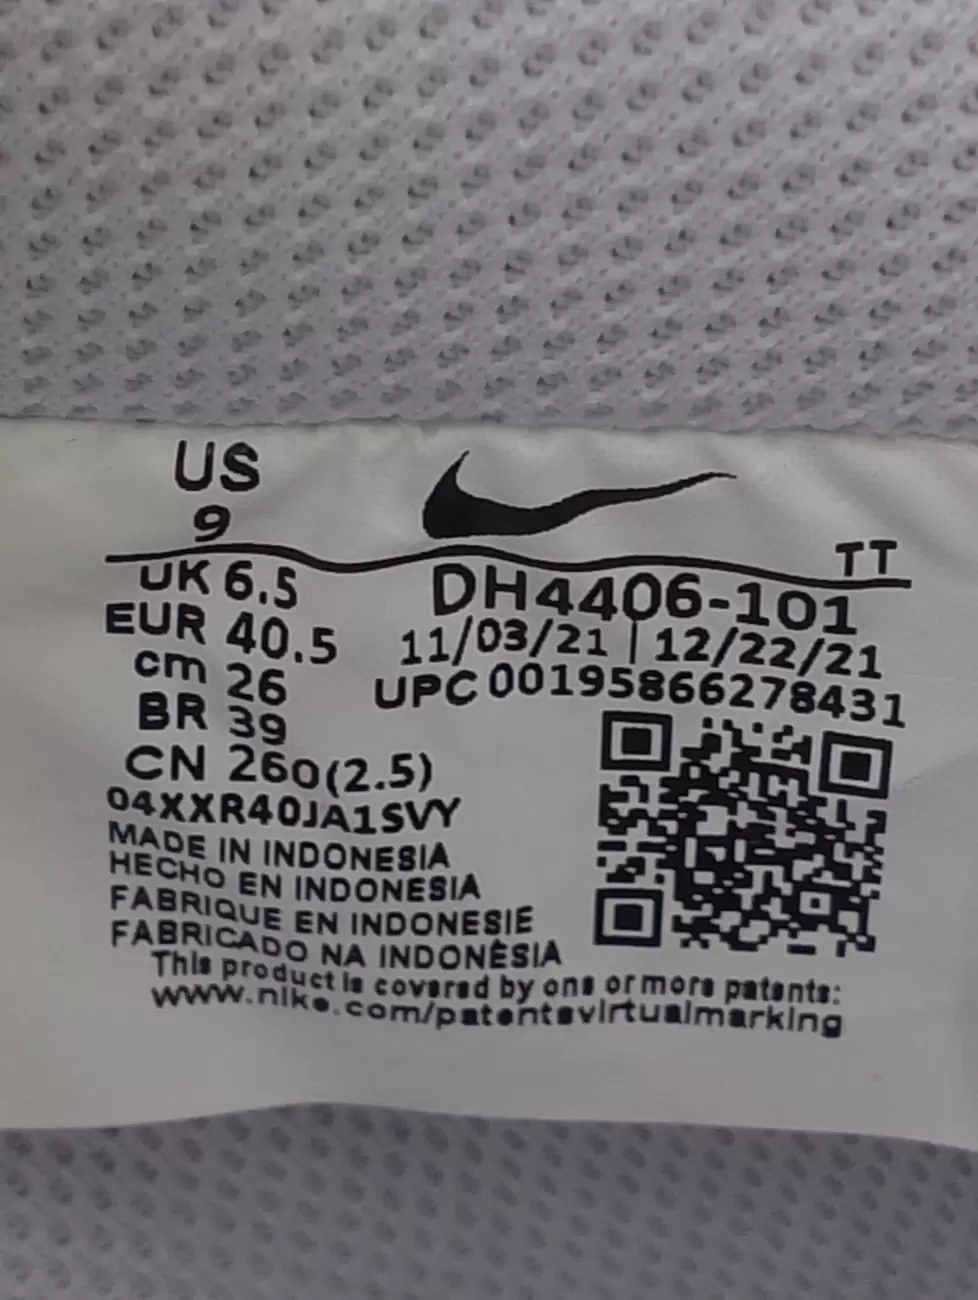 US
9
TT
UK 6.5
EUR 40.5
cm 26
BR 39
CN 260(2.5)
DH4406-101
11/03/21 | 12/22/21
UPC 00195866278431
04XXR40JA1SVY
MADE IN INDONESIA
HECHO EN INDONESIA
FABRIQUE EN INDONESIE
FABRICADO NA INDONÉSIA
This product is covered by one or more patents:
www.nike.com/patentsvirtualmarking